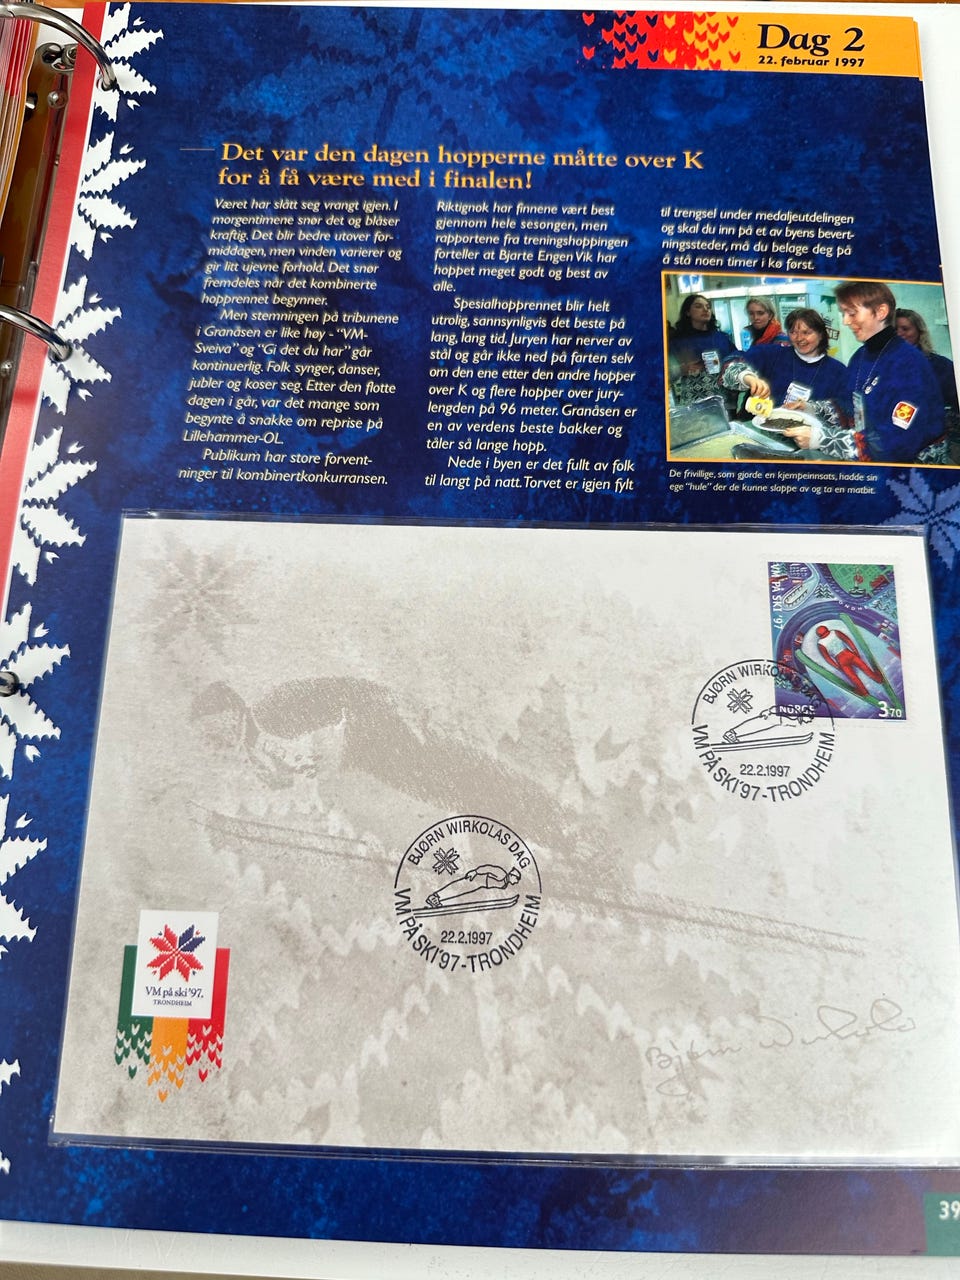 Dag 2
22. februar 1997
Det var den dagen hopperne måtte over K
for å få være med i finalen!
Været har slått seg vrangt igjen. I
morgentimene snør det og blåser
kraftig. Det blir bedre utover for-
middagen, men vinden varierer og
gir litt ujevne forhold. Det snør
fremdeles når det kombinerte
hopprennet begynner.
Men stemningen på tribunene
i Granåsen er like høy - "VM-
Sveiva" og "Gi det du har" går
kontinuerlig. Folk synger, danser,
jubler og koser seg. Etter den flotte
dagen i går, var det mange som
begynte å snakke om reprise på
Lillehammer-OL.
Publikum har store forvent-
ninger til kombinertkonkurransen.
Riktignok har finnene vært best
gjennom hele sesongen, men
rapportene fra treningshoppingen
forteller at Bjarte Engen Vik har
hoppet meget godt og best av
alle.
Spesialhopprennet blir helt
utrolig, sannsynligvis det beste på
lang, lang tid. Juryen har nerver av
stål og går ikke ned på farten selv
om den ene etter den andre hopper
over K og flere hopper over jury-
lengden på 96 meter. Granåsen er
en av verdens beste bakker og
tåler så lange hopp.
Nede i byen er det fullt av folk
til langt på natt. Torvet er igjen fylt
til trengsel under medaljeutdelingen
og skal du inn på et av byens bevert-
ningssteder, må du belage deg på
å stå noen timer i kø først.
De frivillige, som gjorde en kjempeinnsats, hadde sin
ege "hule" der de kunne slappe av og ta en matbit.
VM PÅ SKI '97
TRONDHEIM
NORGE
3.70
BJØRN WIRKOLAS DAG
22.2.1997
VM PÅ SKI'97-TRONDHEIM
BJØRN WIRKOLAS DAG
22.2.1997
VM PÅ SKI'97-TRONDHEIM
VM på ski '97.
TRONDHEIM
Bjørn Wirkola
39